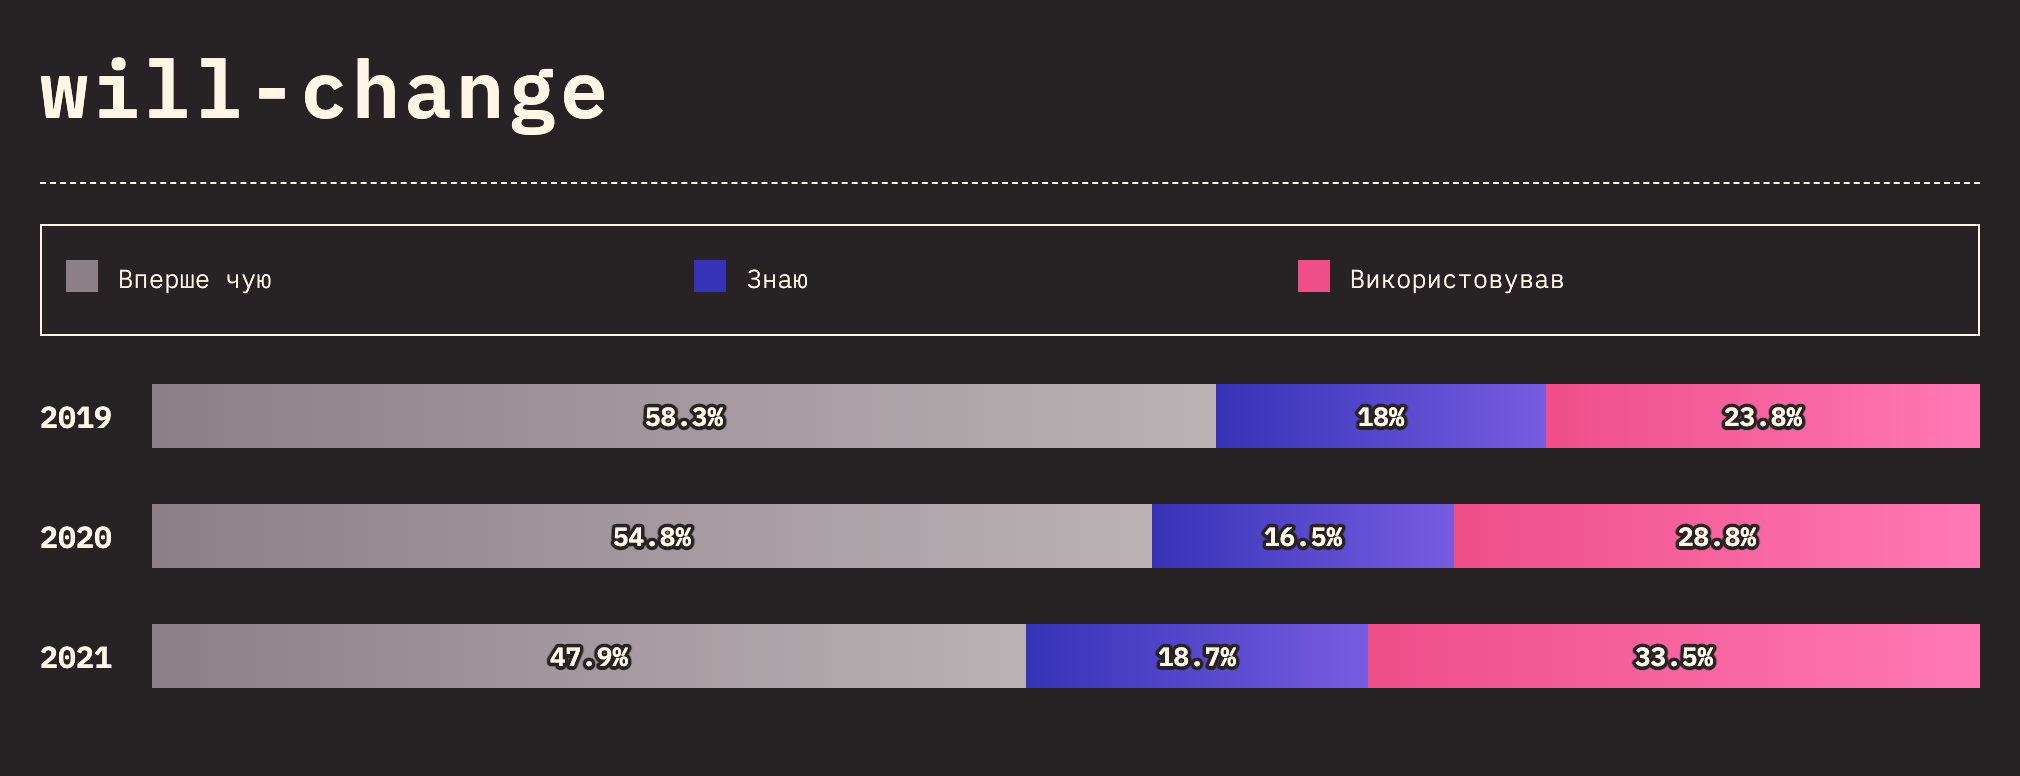 will-change
Вперше чую Знаю Використовував
2019 58.3% 18% 23.8%
2020 54.8% 16.5% 28.8%
2021 47.9% 18.7% 33.5%